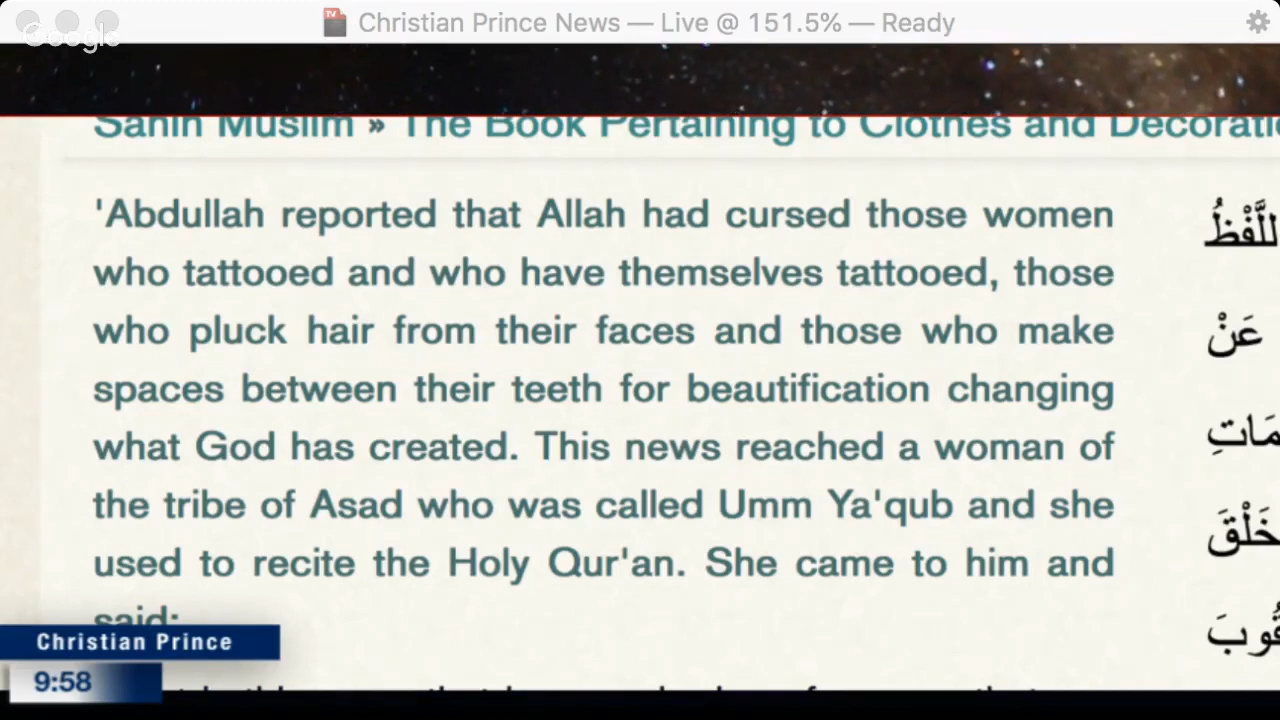 Christian Prince News — Live @ 151.5% — Ready
Google
Sahih Muslim » The Book Pertaining to Clothes and Decorati
'Abdullah reported that Allah had cursed those women
who tattooed and who have themselves tattooed, those
who pluck hair from their faces and those who make
spaces between their teeth for beautification changing
what God has created. This news reached a woman of
the tribe of Asad who was called Umm Ya'qub and she
used to recite the Holy Qur'an. She came to him and
said:
للَّفْظُ
عَنْ
مَاتِ
خَلْقَ
قُوبَ
Christian Prince
9:58